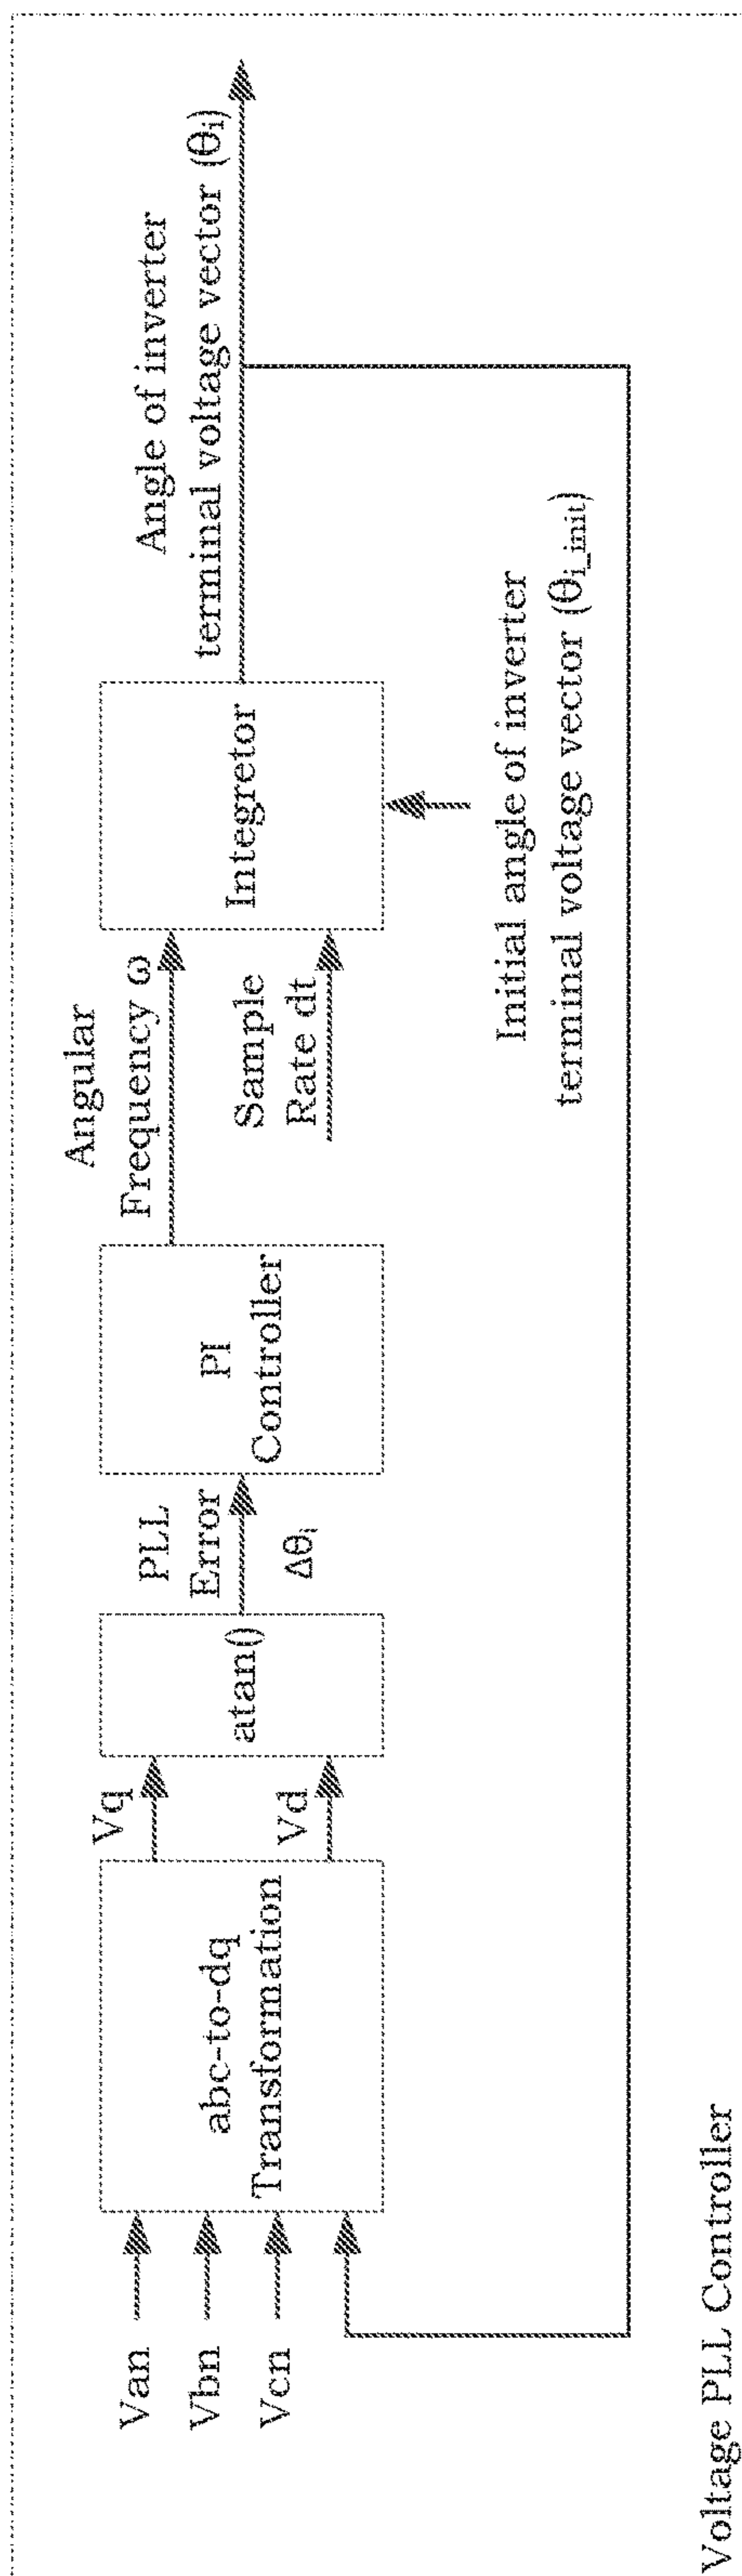 Van
Vbn
Vcn
abc-to-dq
Transformation
Vq
Vd
atan()
PLL
Error
Δθi
PI
Controller
Angular
Frequency ω
Sample
Rate dt
Integretor
Initial angle of inverter
terminal voltage vector (θi_init)
Angle of inverter
terminal voltage vector (θi)
Voltage PLL Controller